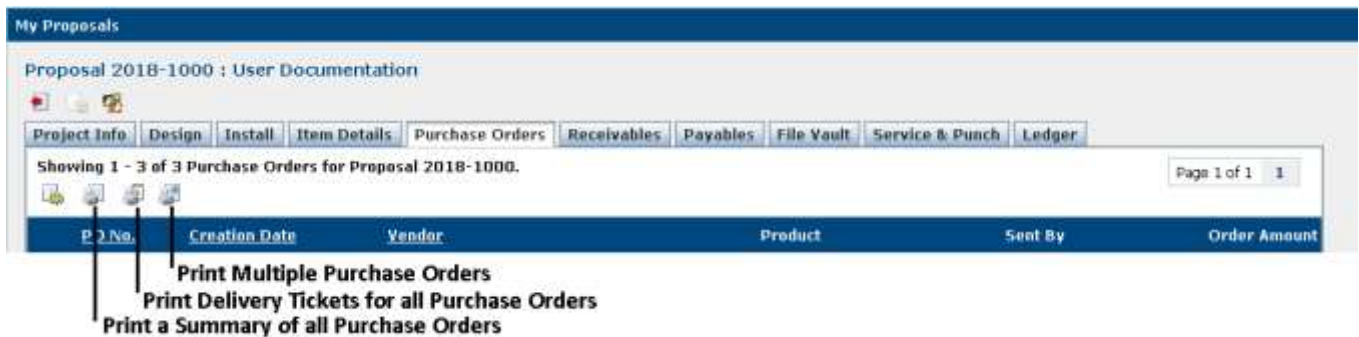 My Proposals
Proposal 2018-1000 : User Documentation
Project Info Design Install Item Details Purchase Orders Receivables Payables File Vault Service & Punch Ledger
Showing 1 - 3 of 3 Purchase Orders for Proposal 2018-1000.
Page 1 of 1 1
PO No. Creation Date Vendor Product Sent By Order Amount
Print Multiple Purchase Orders
Print Delivery Tickets for all Purchase Orders
Print a Summary of all Purchase Orders